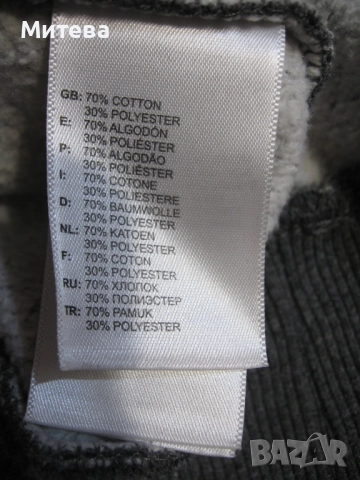 Митева
GB: 70% COTTON
30% POLYESTER
E: 70% ALGODÓN
30% POLIÉSTER
P: 70% ALGODÃO
30% POLIÉSTER
I: 70% COTONE
30% POLIESTERE
D: 70% BAUMWOLLE
30% POLYESTER
NL: 70% KATOEN
30% POLYESTER
F: 70% COTON
30% POLYESTER
RU: 70% ХЛОПОК
30% ПОЛИЭСТЕР
TR: 70% PAMUK
30% POLYESTER
BAZAR